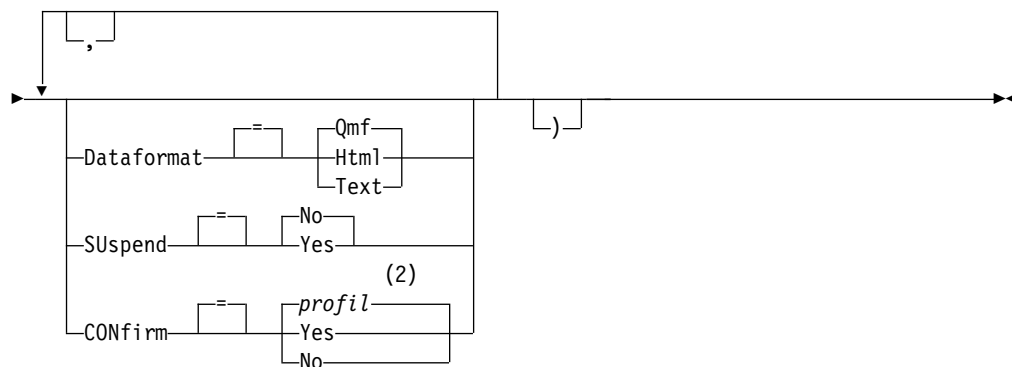 ,
= Qmf
Dataformat Html )
Text
= No
SUspend Yes
(2)
= profil
CONfirm Yes
No